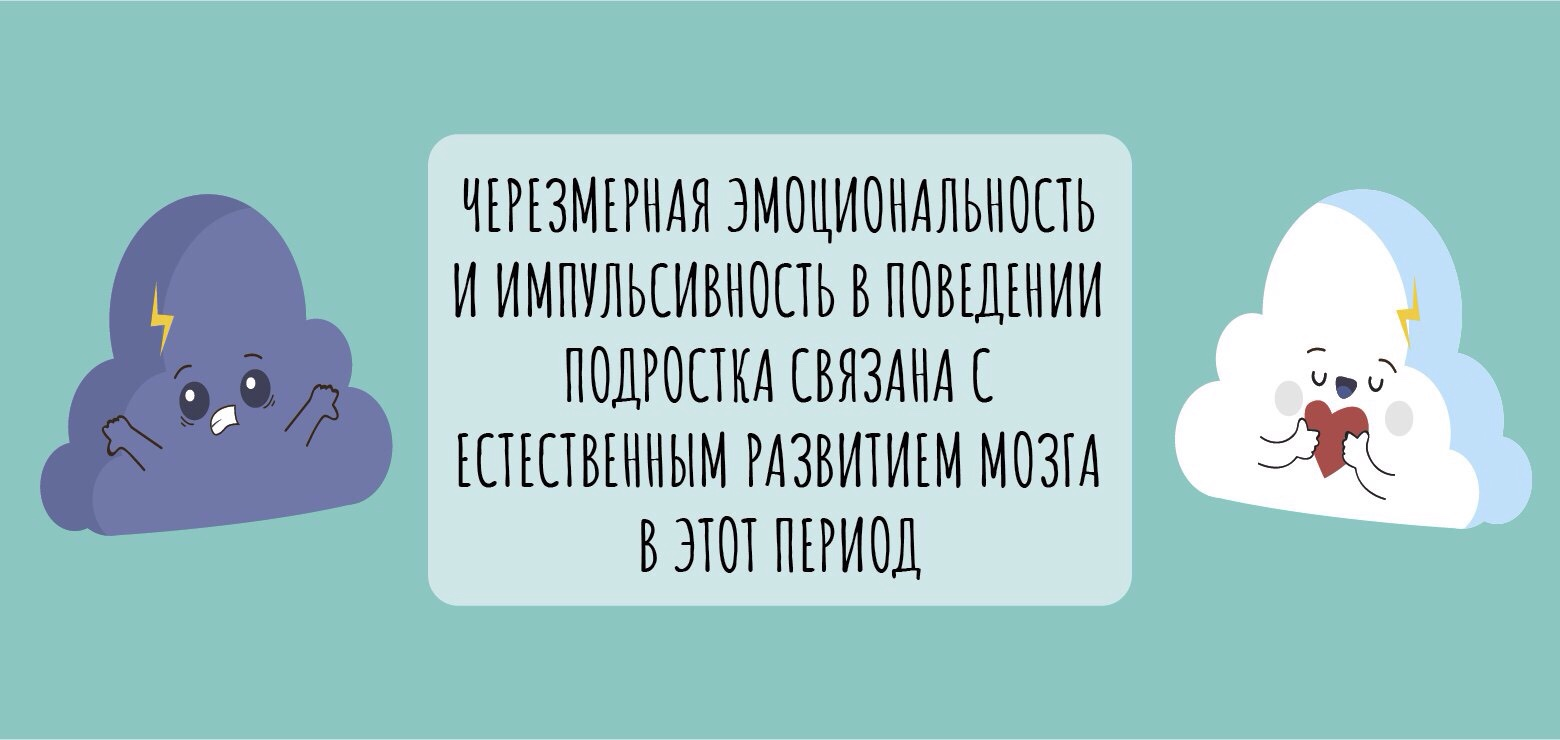 ЧЕРЕЗМЕРНАЯ ЭМОЦИОНАЛЬНОСТЬ
И ИМПУЛЬСИВНОСТЬ В ПОВЕДЕНИИ
ПОДРОСТКА СВЯЗАНА С
ЕСТЕСТВЕННЫМ РАЗВИТИЕМ МОЗГА
В ЭТОТ ПЕРИОД